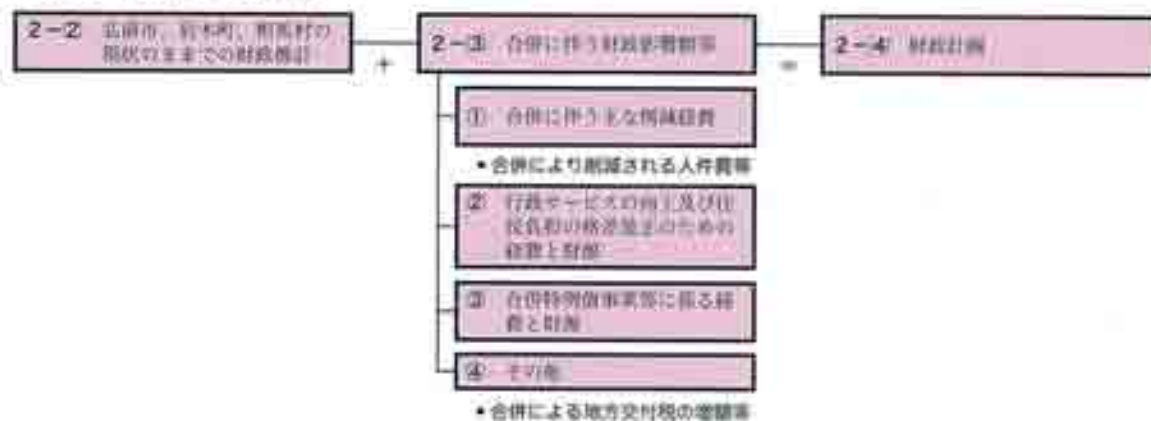 2-2 弘前市、岩木町、相馬村の
現状のままでの財政推計
+
2-3 合併に伴う財政影響額等
=
2-4 財政計画
① 合併に伴う主な削減経費
• 合併により削減される人件費等
② 行政サービスの向上及び住
民負担の格差是正のための
経費と財源
③ 合併特例債事業等に係る経
費と財源
④ その他
• 合併による地方交付税の増額等